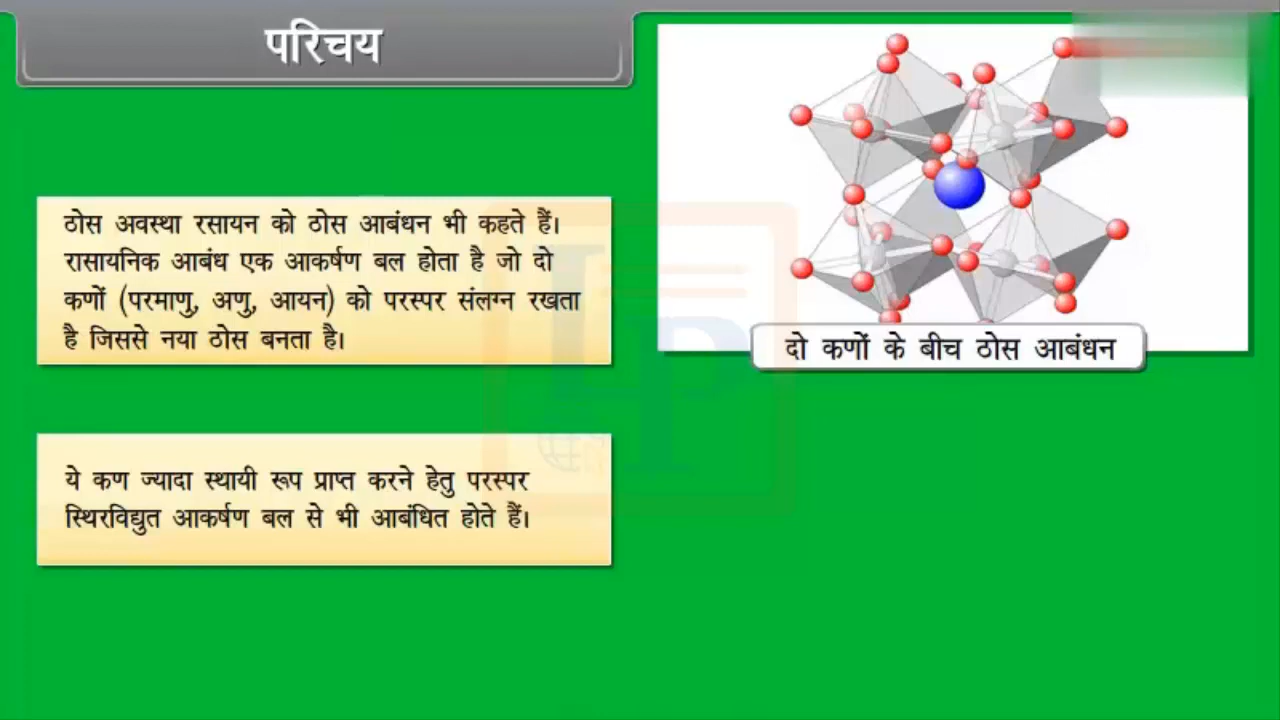 परिचय
ठोस अवस्था रसायन को ठोस आबंधन भी कहते हैं।
रासायनिक आबंध एक आकर्षण बल होता है जो दो
कणों (परमाणु, अणु, आयन) को परस्पर संलग्न रखता
है जिससे नया ठोस बनता है।
दो कणों के बीच ठोस आबंधन
ये कण ज्यादा स्थायी रूप प्राप्त करने हेतु परस्पर
स्थिरविद्युत आकर्षण बल से भी आबंधित होते हैं।